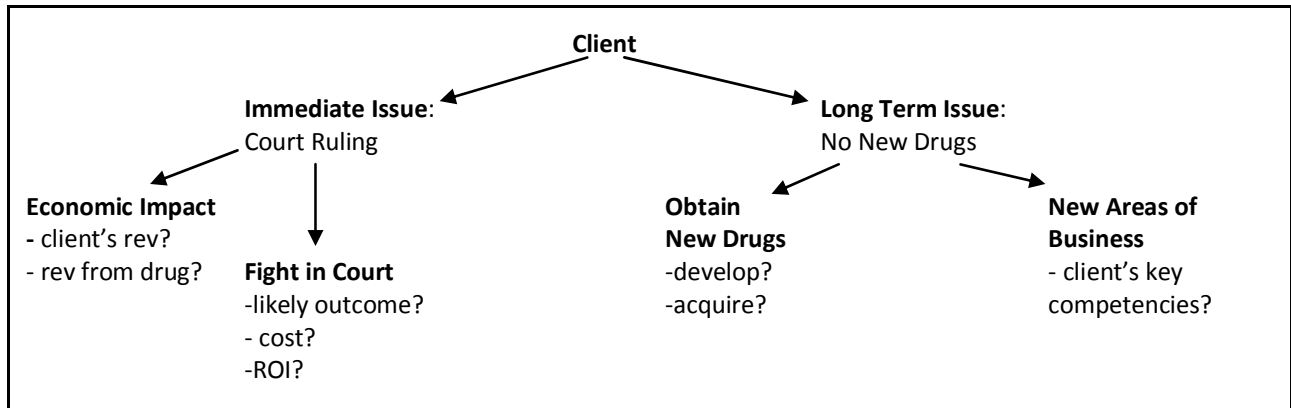 Client
Immediate Issue:
Court Ruling
Long Term Issue:
No New Drugs
Economic Impact
- client’s rev?
- rev from drug?
Fight in Court
-likely outcome?
- cost?
-ROI?
Obtain
New Drugs
-develop?
-acquire?
New Areas of
Business
- client’s key
competencies?